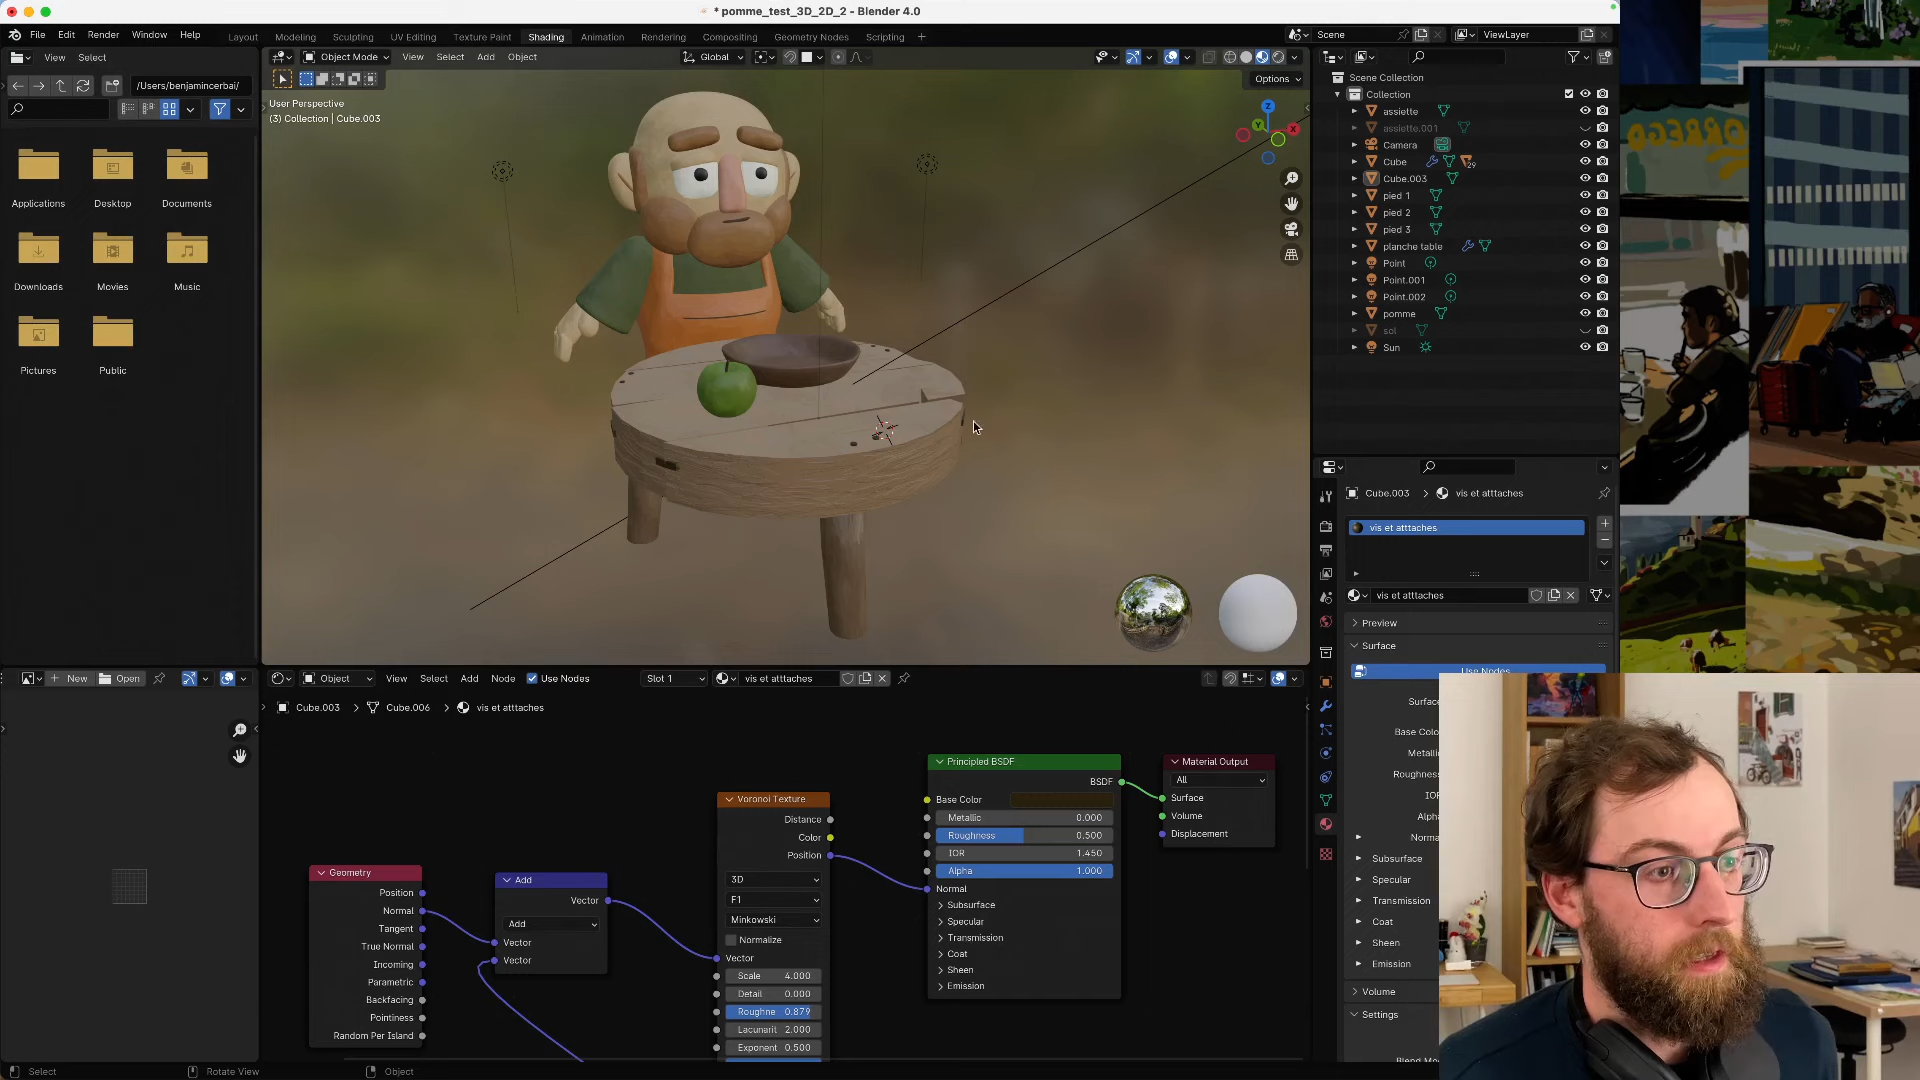 * pomme_test_3D_2D_2 - Blender 4.0
File Edit Render Window Help
Layout Modeling Sculpting UV Editing Texture Paint Shading Animation Rendering Compositing Geometry Nodes Scripting +
Scene
ViewLayer
View Select
/Users/benjamincerbai/
Applications Desktop Documents
Downloads Movies Music
Pictures Public
Object Mode View Select Add Object
Global
Options
User Perspective
(3) Collection | Cube.003
Z
Y
X
Scene Collection
Collection
assiette
assiette.001
Camera
Cube 29
Cube.003
pied 1
pied 2
pied 3
planche table
Point
Point.001
Point.002
pomme
sol
Sun
Cube.003 > vis et atttaches
vis et atttaches
vis et atttaches
Preview
Surface
Use Nodes
Base Color
Metallic
Alpha
Subsurface
Specular
Transmission
Coat
Sheen
Emission
Volume
Settings
New Open
Object View Select Add Node Use Nodes Slot 1 vis et atttaches
Cube.003 > Cube.006 > vis et atttaches
Geometry
Position
Normal
Tangent
True Normal
Incoming
Parametric
Backfacing
Pointiness
Random Per Island
Add
Vector
Add
Vector
Vector
Voronoi Texture
Distance
Color
Position
3D
F1
Minkowski
Normalize
Vector
Scale 4.000
Detail 0.000
Roughne 0.879
Lacunarit 2.000
Exponent 0.500
Principled BSDF
BSDF
Base Color
Metallic 0.000
Roughness 0.500
IOR 1.450
Alpha 1.000
Normal
Subsurface
Specular
Transmission
Coat
Sheen
Emission
Material Output
All
Surface
Volume
Displacement
Select
Rotate View
Object